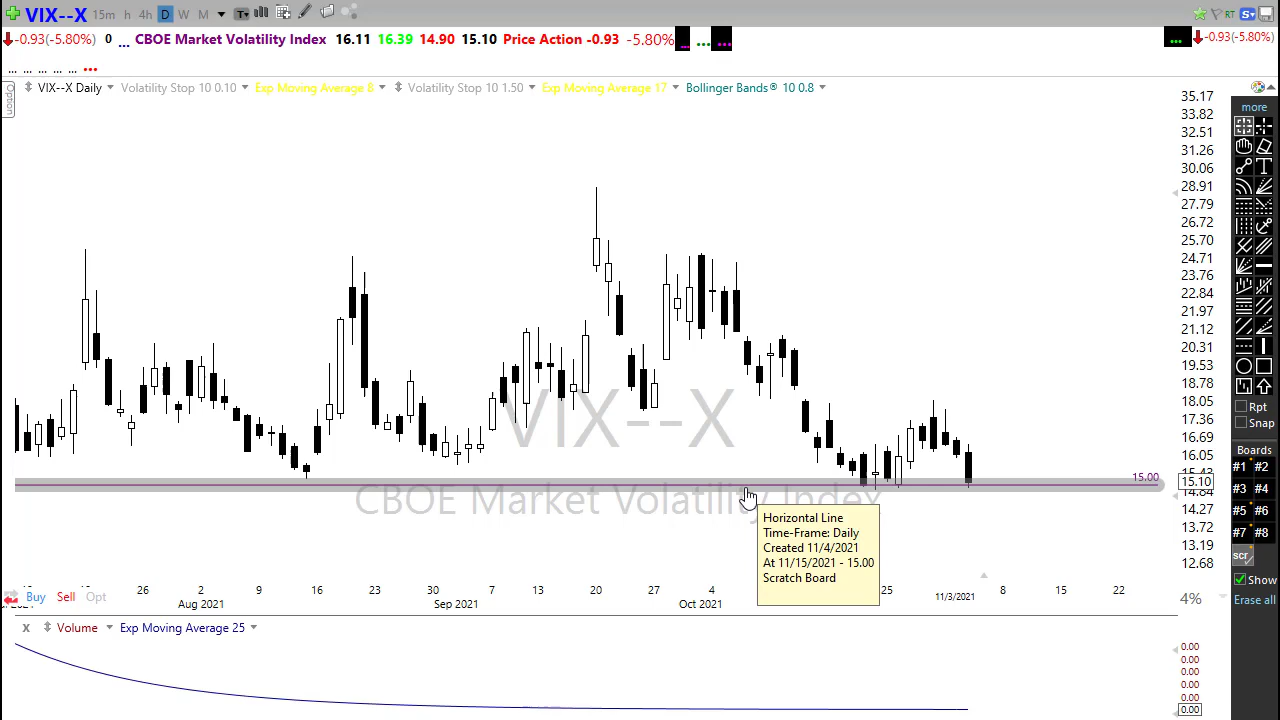 VIX--X 15m h 4h D W M T RT S
-0.93(-5.80%) 0 ... CBOE Market Volatility Index 16.11 16.39 14.90 15.10 Price Action -0.93 -5.80% ... ... ... ... -0.93(-5.80%)
... ... ... ... ... ...
Option
VIX--X Daily Volatility Stop 10 0.10 Exp Moving Average 8 Volatility Stop 10 1.50 Exp Moving Average 17 Bollinger Bands® 10 0.8
35.17
33.82
32.51
31.26
30.06
28.91
27.79
26.72
25.70
24.71
23.76
22.84
21.97
21.12
20.31
19.53
18.78
18.05
17.36
16.69
16.05
15.10
14.27
13.72
13.19
12.68
more
Rpt
Snap
Boards
#1 #2
#3 #4
#5 #6
#7 #8
scr
Show
Erase all
VIX--X
CBOE Market Volatility Index
15.00
Horizontal Line
Time-Frame: Daily
Created 11/4/2021
At 11/15/2021 - 15.00
Scratch Board
26 2 9 16 23 30 7 13 20 27 4 25 11/3/2021 8 15 22
Aug 2021 Sep 2021 Oct 2021
Buy Sell Opt
4%
X Volume Exp Moving Average 25
0.00
0.00
0.00
0.00
0.00
0.00